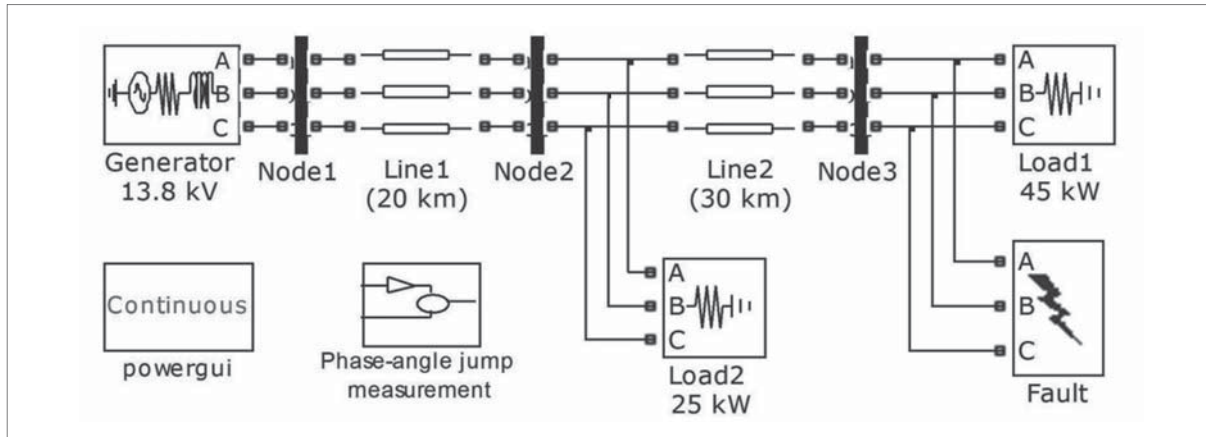 A
B
C
Generator
13.8 kV
Node1
Line1
(20 km)
Node2
Line2
(30 km)
Node3
A
B
C
Load1
45 kW
Continuous
powergui
Phase-angle jump
measurement
A
B
C
Load2
25 kW
A
B
C
Fault